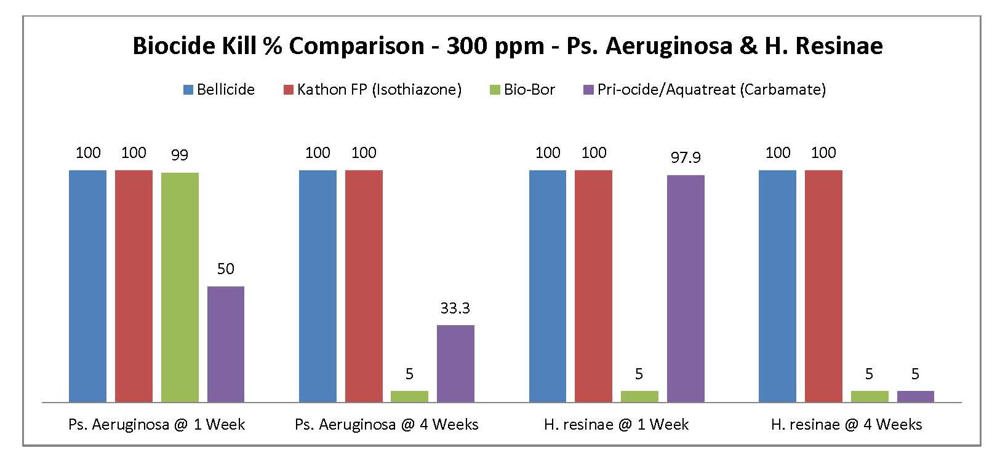 Biocide Kill % Comparison - 300 ppm - Ps. Aeruginosa & H. Resinae
Bellicide Kathon FP (Isothiazone) Bio-Bor Pri-ocide/Aquatreat (Carbamate)
100 100 99 50 100 100 5 33.3 100 100 5 97.9 100 100 5 5
Ps. Aeruginosa @ 1 Week Ps. Aeruginosa @ 4 Weeks H. resinae @ 1 Week H. resinae @ 4 Weeks